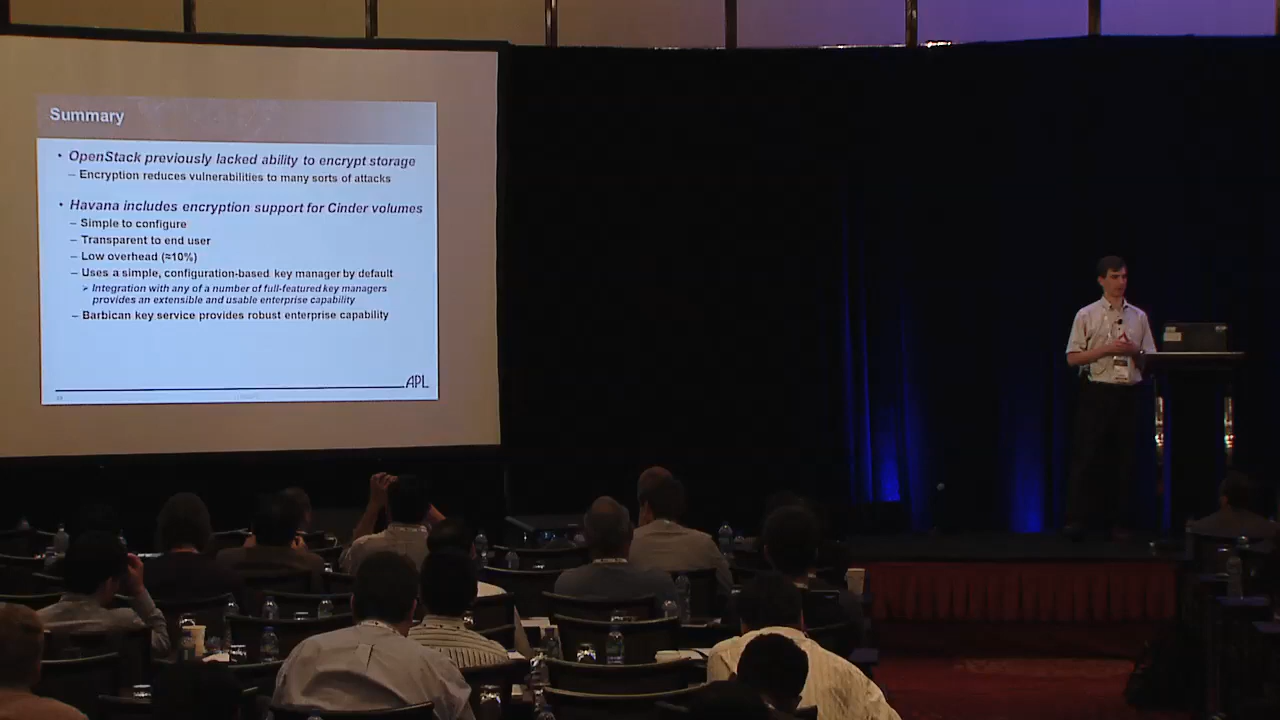 Summary
• OpenStack previously lacked ability to encrypt storage
– Encryption reduces vulnerabilities to many sorts of attacks
• Havana includes encryption support for Cinder volumes
– Simple to configure
– Transparent to end user
– Low overhead (≈10%)
– Uses a simple, configuration-based key manager by default
➢ Integration with any of a number of full-featured key managers
provides an extensible and usable enterprise capability
– Barbican key service provides robust enterprise capability
APL